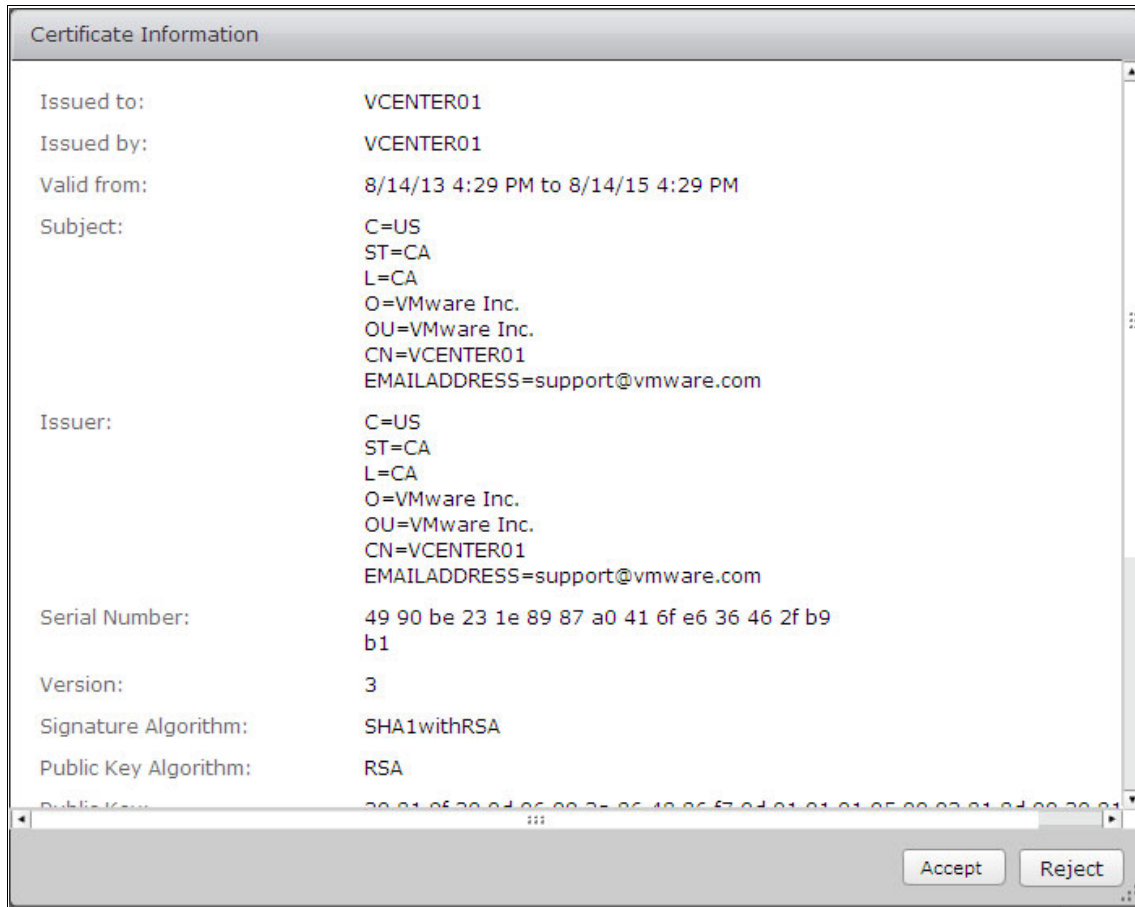 Certificate Information
Issued to: VCENTER01
Issued by: VCENTER01
Valid from: 8/14/13 4:29 PM to 8/14/15 4:29 PM
Subject: C=US
ST=CA
L=CA
O=VMware Inc.
OU=VMware Inc.
CN=VCENTER01
EMAILADDRESS=support@vmware.com
Issuer: C=US
ST=CA
L=CA
O=VMware Inc.
OU=VMware Inc.
CN=VCENTER01
EMAILADDRESS=support@vmware.com
Serial Number: 49 90 be 23 1e 89 87 a0 41 6f e6 36 46 2f b9
b1
Version: 3
Signature Algorithm: SHA1withRSA
Public Key Algorithm: RSA
Public Key:
Accept Reject